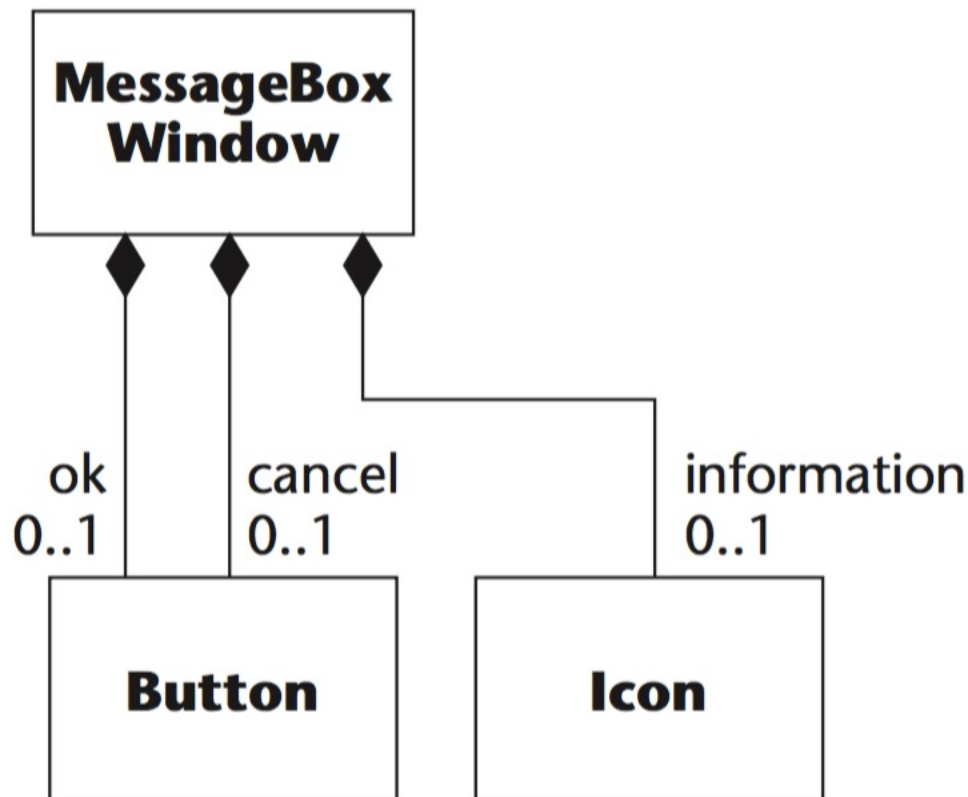 MessageBox
Window
ok
0..1
cancel
0..1
information
0..1
Button
Icon